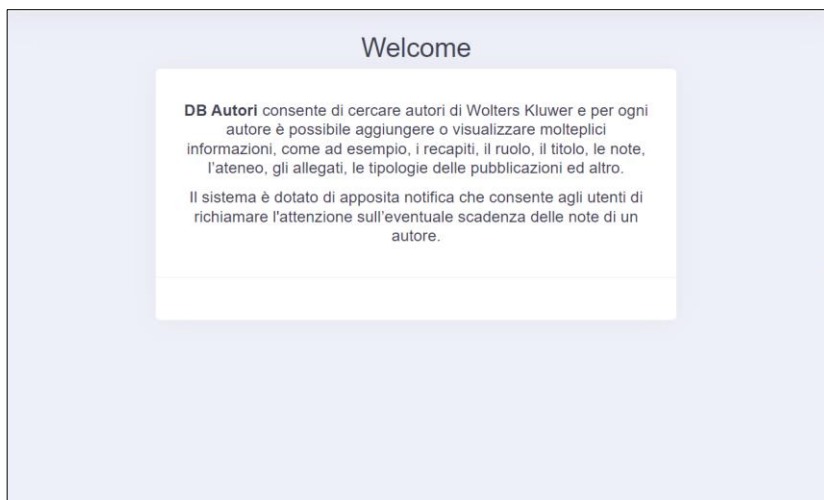 Welcome
DB Autori consente di cercare autori di Wolters Kluwer e per ogni
autore è possibile aggiungere o visualizzare molteplici
informazioni, come ad esempio, i recapiti, il ruolo, il titolo, le note,
l’ateneo, gli allegati, le tipologie delle pubblicazioni ed altro.
Il sistema è dotato di apposita notifica che consente agli utenti di
richiamare l'attenzione sull’eventuale scadenza delle note di un
autore.